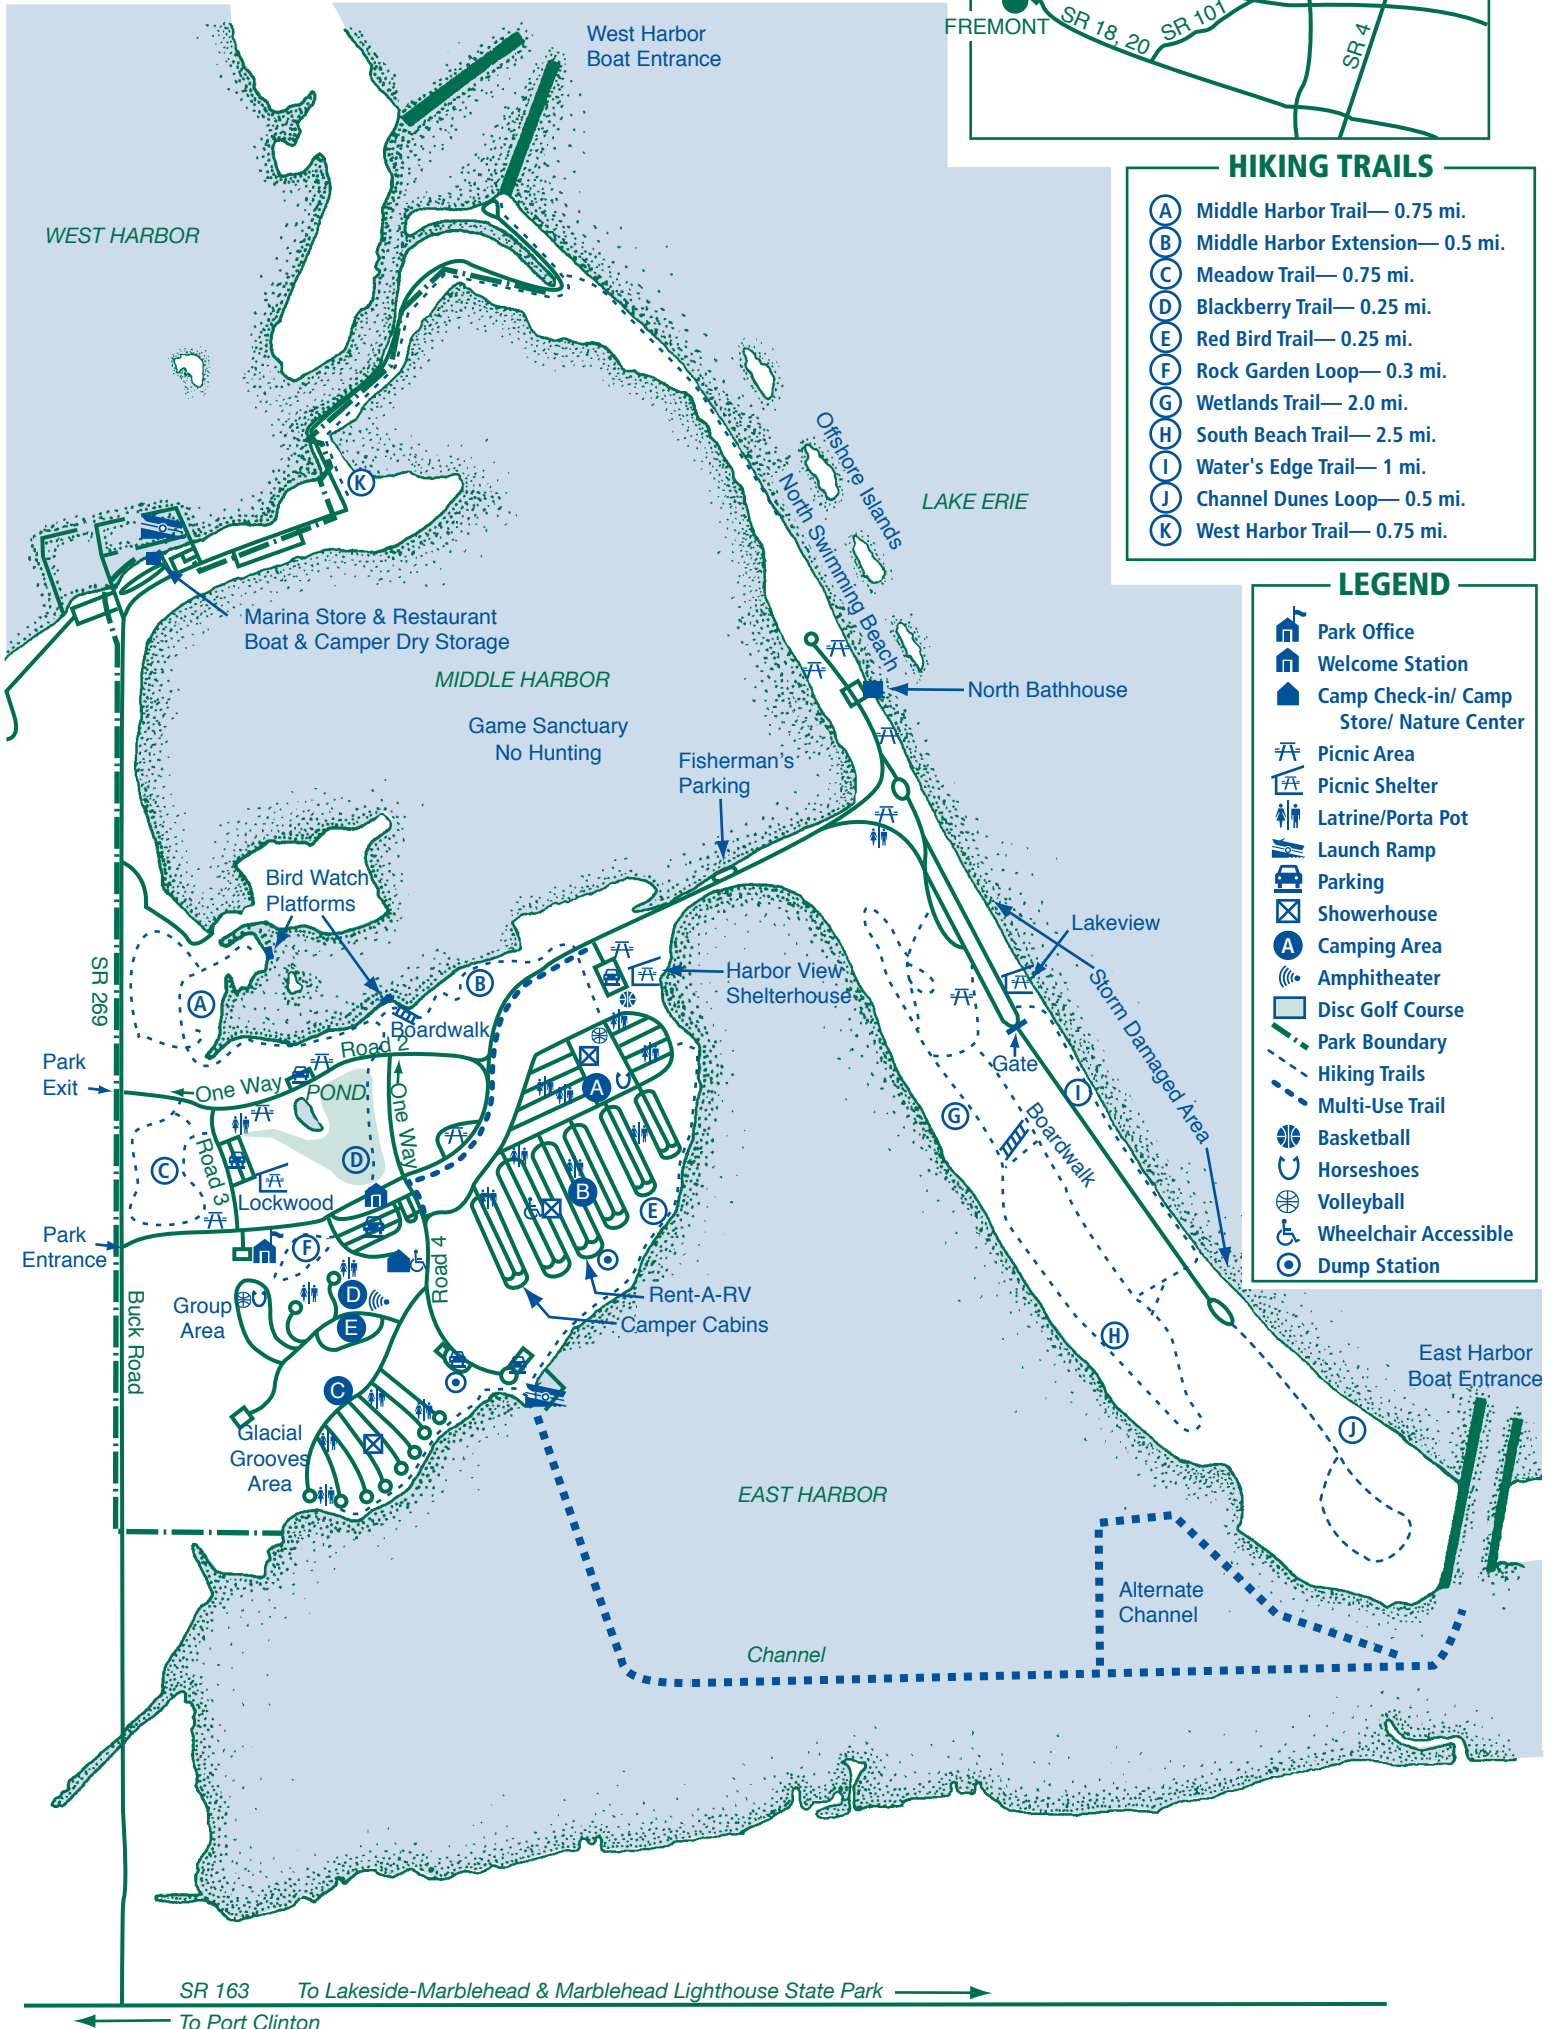 FREMONT
SR 18, 20
SR 101
SR 4
West Harbor
Boat Entrance
HIKING TRAILS
A Middle Harbor Trail— 0.75 mi.
B Middle Harbor Extension— 0.5 mi.
C Meadow Trail— 0.75 mi.
D Blackberry Trail— 0.25 mi.
E Red Bird Trail— 0.25 mi.
F Rock Garden Loop— 0.3 mi.
G Wetlands Trail— 2.0 mi.
H South Beach Trail— 2.5 mi.
I Water's Edge Trail— 1 mi.
J Channel Dunes Loop— 0.5 mi.
K West Harbor Trail— 0.75 mi.
LEGEND
Park Office
Welcome Station
Camp Check-in/ Camp
Store/ Nature Center
Picnic Area
Picnic Shelter
Latrine/Porta Pot
Launch Ramp
Parking
Showerhouse
A Camping Area
Amphitheater
Disc Golf Course
Park Boundary
Hiking Trails
Multi-Use Trail
Basketball
Horseshoes
Volleyball
Wheelchair Accessible
Dump Station
WEST HARBOR
K
Offshore Islands
North Swimming Beach
LAKE ERIE
Marina Store & Restaurant
Boat & Camper Dry Storage
MIDDLE HARBOR
Game Sanctuary
No Hunting
North Bathhouse
Fisherman's
Parking
Bird Watch
Platforms
Lakeview
SR 269
A
B
Harbor View
Shelterhouse
Boardwalk
Storm Damaged Area
Road 2
Gate
Park
Exit
One Way
POND
One Way
A
I
G
Boardwalk
C
Road 3
D
Lockwood
B
E
Park
Entrance
F
Road 4
Rent-A-RV
Camper Cabins
Group
Area
D
E
Buck Road
H
C
East Harbor
Boat Entrance
J
Glacial
Grooves
Area
EAST HARBOR
Alternate
Channel
Channel
SR 163 To Lakeside-Marblehead & Marblehead Lighthouse State Park
To Port Clinton